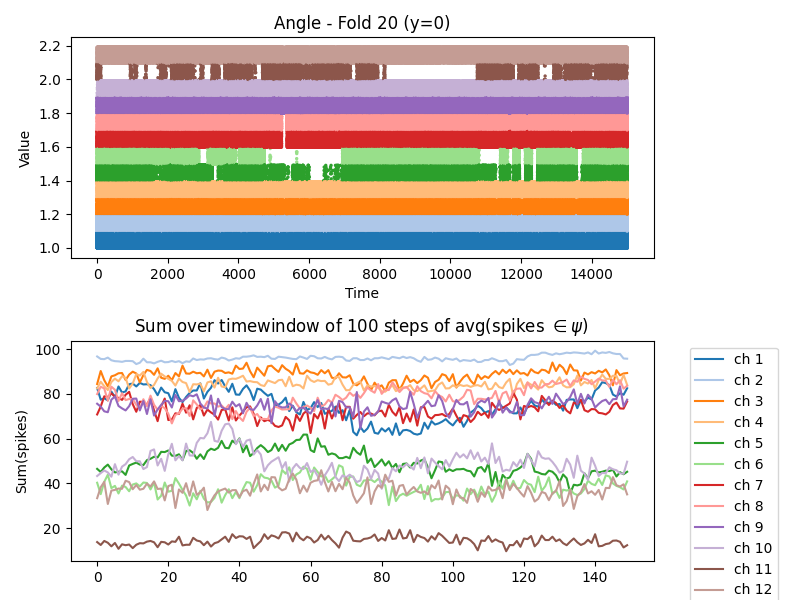 Angle - Fold 20 (y=0)
2.2
2.0
1.8
1.6
1.4
1.2
1.0
Value
0 2000 4000 6000 8000 10000 12000 14000
Time
Sum over timewindow of 100 steps of avg(spikes ∈ ψ)
100
80
60
40
20
Sum(spikes)
0 20 40 60 80 100 120 140
ch 1
ch 2
ch 3
ch 4
ch 5
ch 6
ch 7
ch 8
ch 9
ch 10
ch 11
ch 12